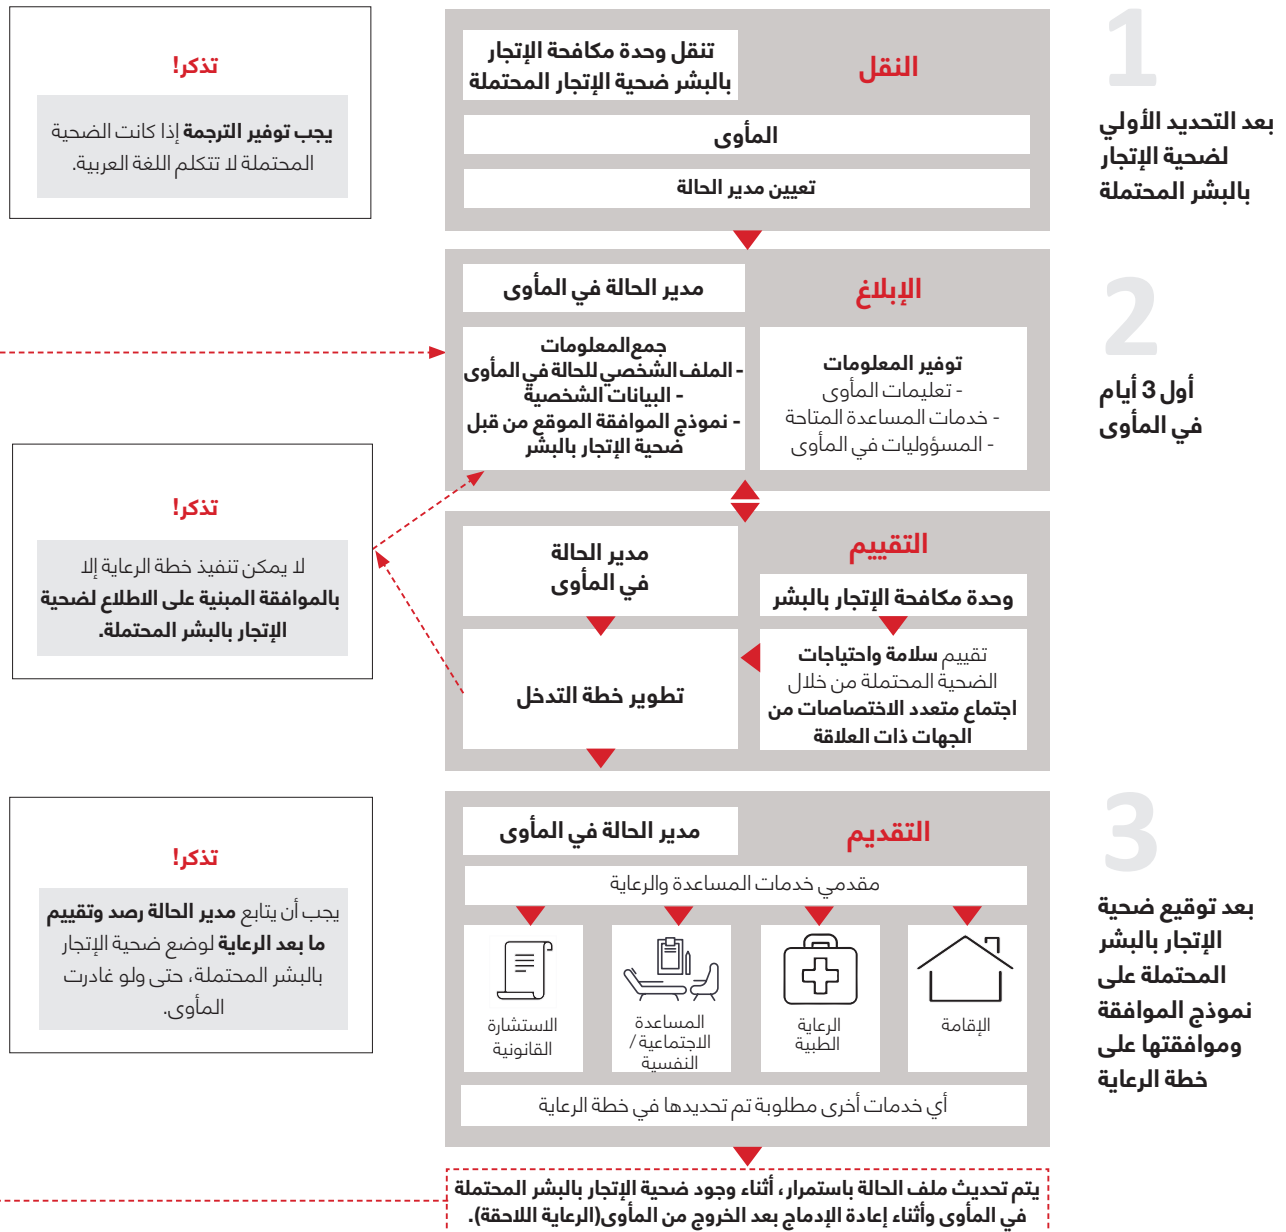 1
بعد التحديد الأولي
لضحية الإتجار
بالبشر المحتملة
النقل
تنقل وحدة مكافحة الإتجار
بالبشر ضحية الإتجار المحتملة
المأوى
تعيين مدير الحالة
تذكر!
يجب توفير الترجمة إذا كانت الضحية
المحتملة لا تتكلم اللغة العربية.
2
أول 3 أيام
في المأوى
الإبلاغ
مدير الحالة في المأوى
توفير المعلومات
- تعليمات المأوى
- خدمات المساعدة المتاحة
- المسؤوليات في المأوى
جمع المعلومات
- الملف الشخصي للحالة في المأوى
- البيانات الشخصية
- نموذج الموافقة الموقع من قبل
ضحية الإتجار بالبشر
التقييم
وحدة مكافحة الإتجار بالبشر
تقييم سلامة واحتياجات
الضحية المحتملة من خلال
اجتماع متعدد الاختصاصات من
الجهات ذات العلاقة
مدير الحالة
في المأوى
تطوير خطة التدخل
تذكر!
لا يمكن تنفيذ خطة الرعاية إلا
بالموافقة المبنية على الاطلاع لضحية
الإتجار بالبشر المحتملة.
3
بعد توقيع ضحية
الإتجار بالبشر
المحتملة على
نموذج الموافقة
وموافقتها على
خطة الرعاية
التقديم
مدير الحالة في المأوى
مقدمي خدمات المساعدة والرعاية
الإقامة
الرعاية
الطبية
المساعدة
الاجتماعية/
النفسية
الاستشارة
القانونية
أي خدمات أخرى مطلوبة تم تحديدها في خطة الرعاية
تذكر!
يجب أن يتابع مدير الحالة رصد وتقييم
ما بعد الرعاية لوضع ضحية الإتجار
بالبشر المحتملة، حتى ولو غادرت
المأوى.
يتم تحديث ملف الحالة باستمرار، أثناء وجود ضحية الإتجار بالبشر المحتملة
في المأوى وأثناء إعادة الإدماج بعد الخروج من المأوى(الرعاية اللاحقة).